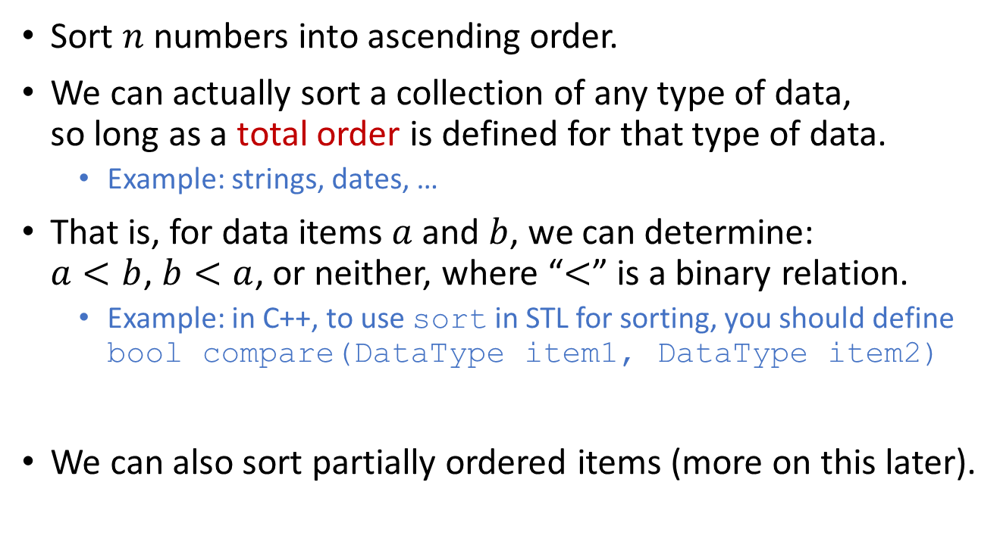 • Sort n numbers into ascending order.
• We can actually sort a collection of any type of data,
so long as a total order is defined for that type of data.
• Example: strings, dates, …
• That is, for data items a and b, we can determine:
a < b, b < a, or neither, where “<” is a binary relation.
• Example: in C++, to use sort in STL for sorting, you should define
bool compare(DataType item1, DataType item2)
• We can also sort partially ordered items (more on this later).